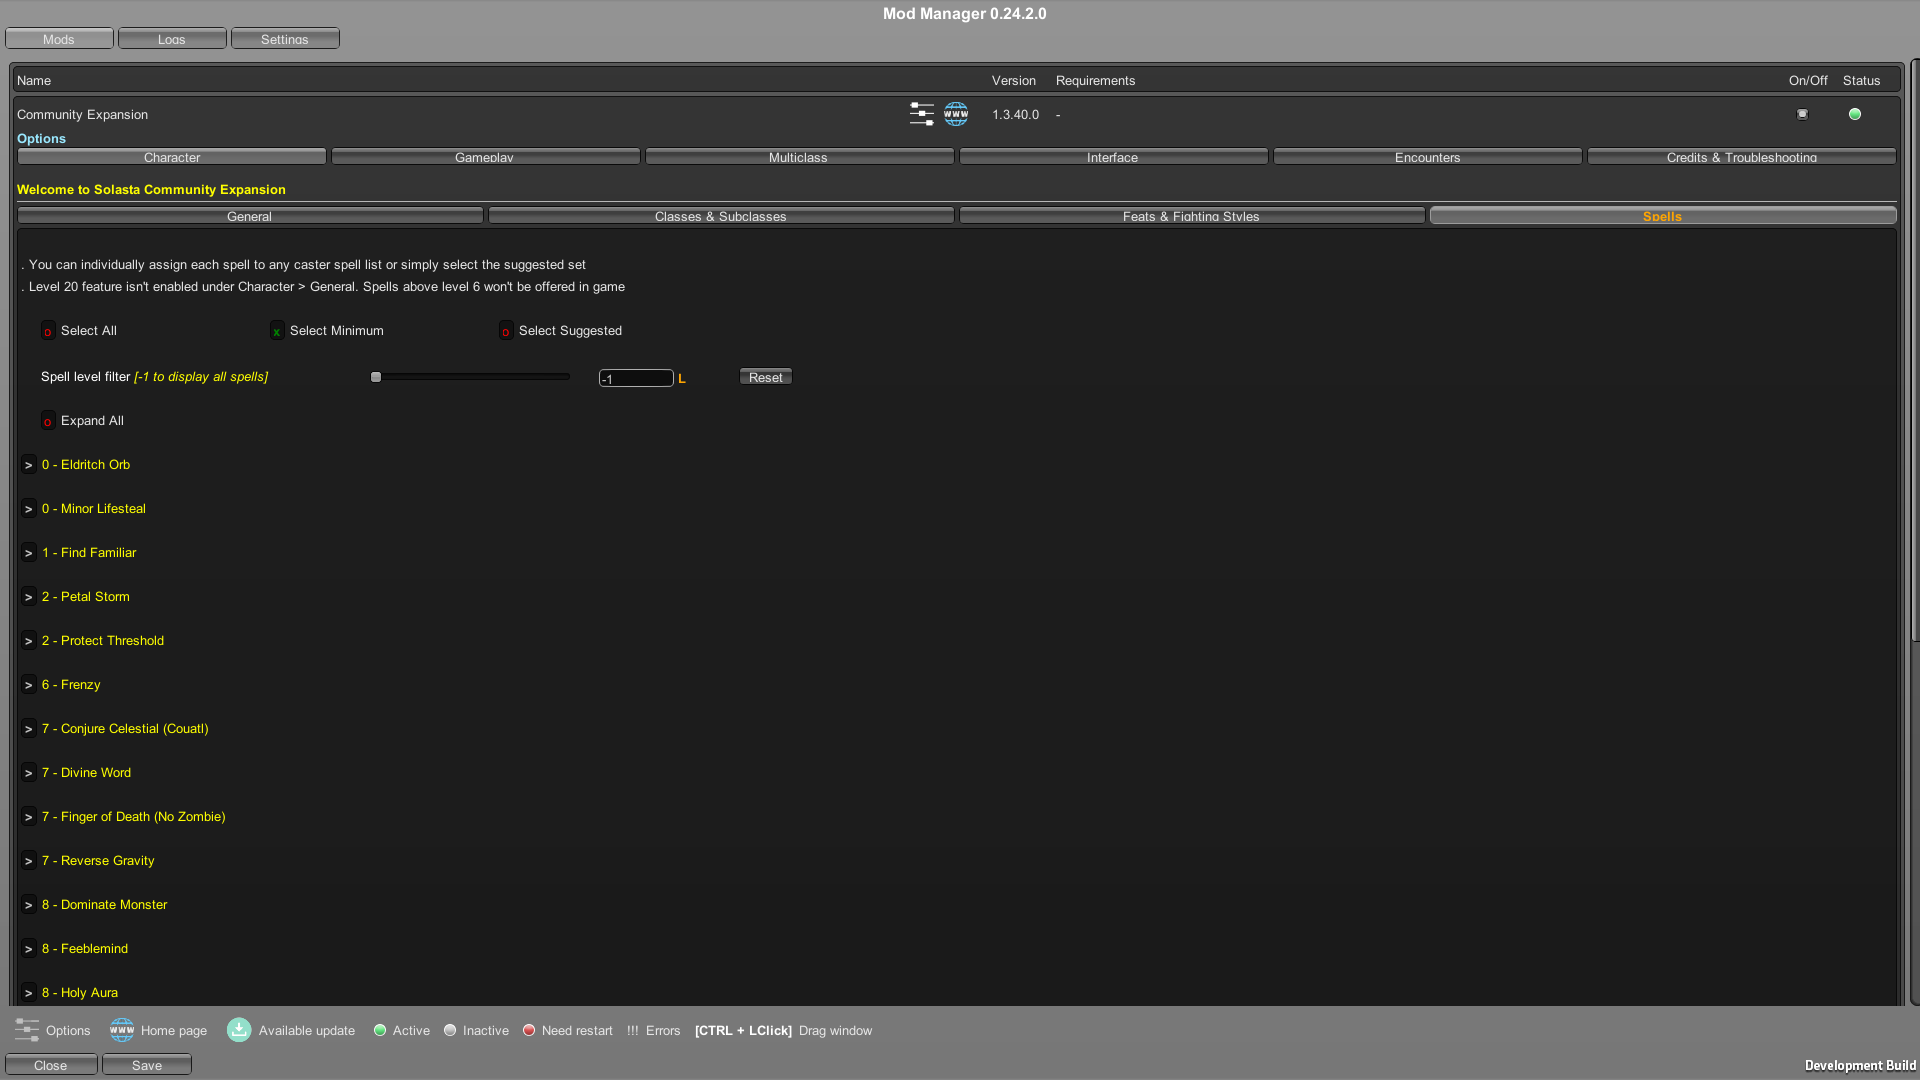 Mod Manager 0.24.2.0
Mods Logs Settings
Name Version Requirements On/Off Status
Community Expansion WWW 1.3.40.0 -
Options
Character Gameplay Multiclass Interface Encounters Credits & Troubleshooting
Welcome to Solasta Community Expansion
General Classes & Subclasses Feats & Fighting Styles Spells
. You can individually assign each spell to any caster spell list or simply select the suggested set
. Level 20 feature isn't enabled under Character > General. Spells above level 6 won't be offered in game
o Select All x Select Minimum o Select Suggested
Spell level filter [-1 to display all spells] -1 L Reset
o Expand All
> 0 - Eldritch Orb
> 0 - Minor Lifesteal
> 1 - Find Familiar
> 2 - Petal Storm
> 2 - Protect Threshold
> 6 - Frenzy
> 7 - Conjure Celestial (Couatl)
> 7 - Divine Word
> 7 - Finger of Death (No Zombie)
> 7 - Reverse Gravity
> 8 - Dominate Monster
> 8 - Feeblemind
> 8 - Holy Aura
Options WWW Home page Available update Active Inactive Need restart !!! Errors [CTRL + LClick] Drag window
Close Save
Development Build